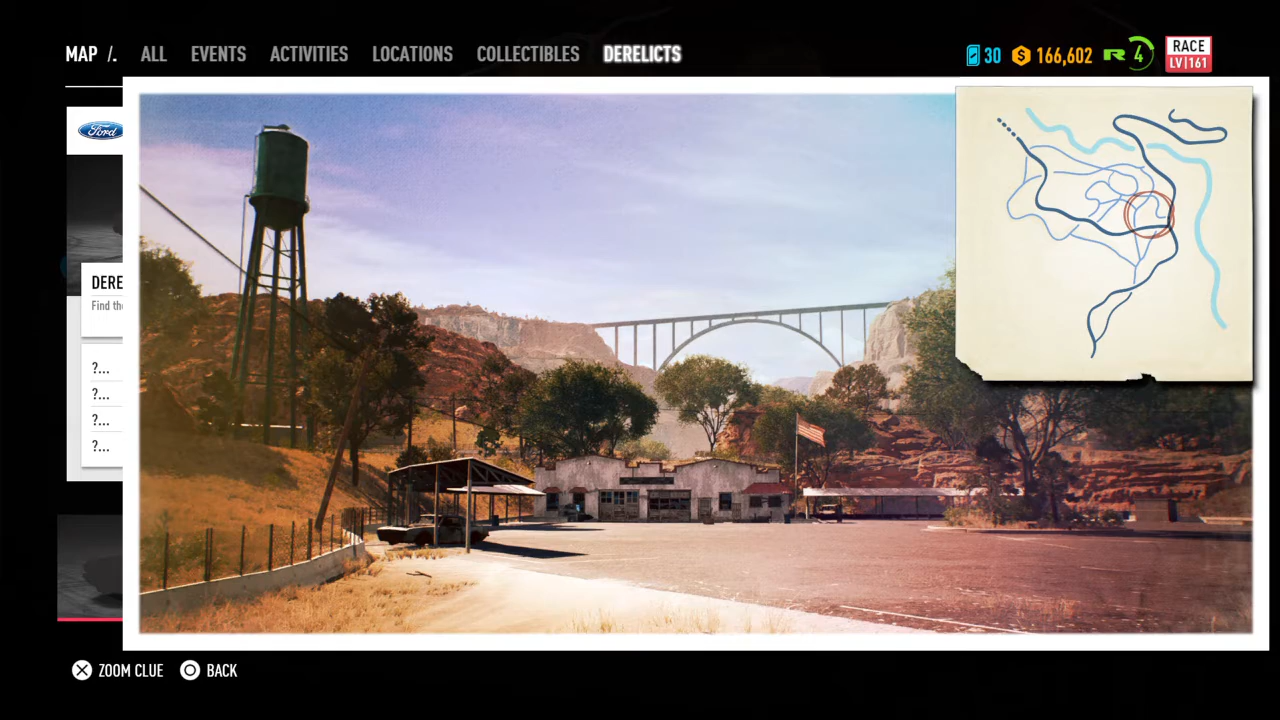 MAP /. ALL EVENTS ACTIVITIES LOCATIONS COLLECTIBLES DERELICTS 30 166,602 R 4 RACE
LV|161
Ford
DERE
Find the
?...
?...
?...
?...
ZOOM CLUE BACK